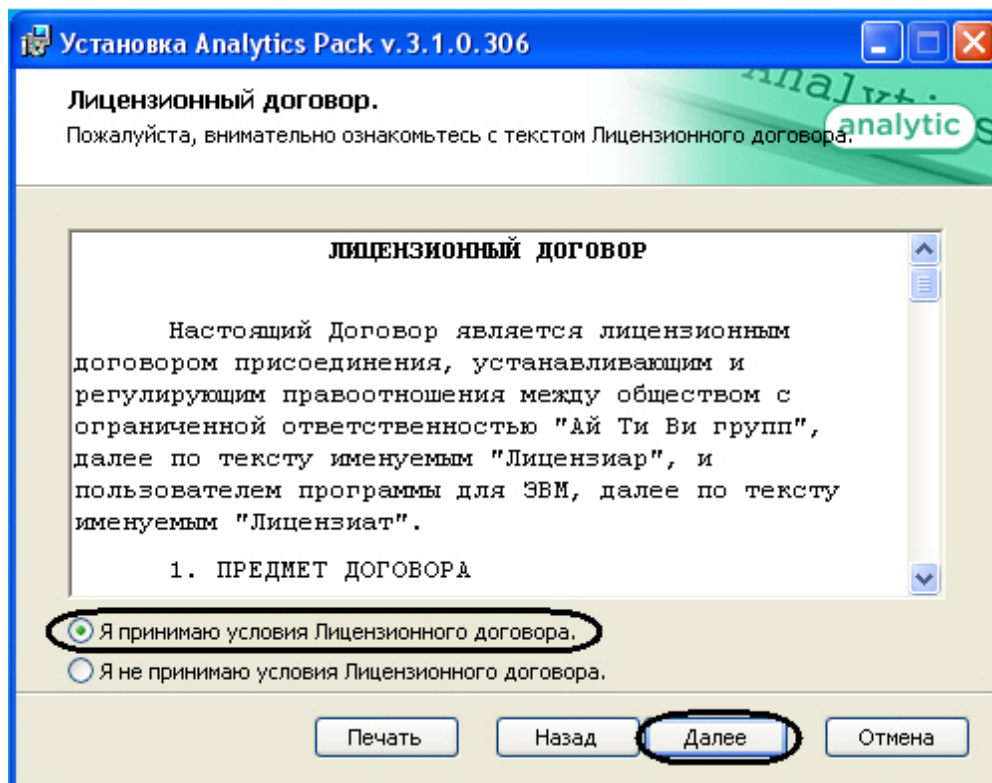 Установка Analytics Pack v.3.1.0.306
Лицензионный договор.
Пожалуйста, внимательно ознакомьтесь с текстом Лицензионного договора.
analytic
ЛИЦЕНЗИОННЫЙ ДОГОВОР
Настоящий Договор является лицензионным
договором присоединения, устанавливающим и
регулирующим правоотношения между обществом с
ограниченной ответственностью "Ай Ти Ви групп",
далее по тексту именуемым "Лицензиар", и
пользователем программы для ЭВМ, далее по тексту
именуемым "Лицензиат".
1. ПРЕДМЕТ ДОГОВОРА
Я принимаю условия Лицензионного договора.
Я не принимаю условия Лицензионного договора.
Печать
Назад
Далее
Отмена